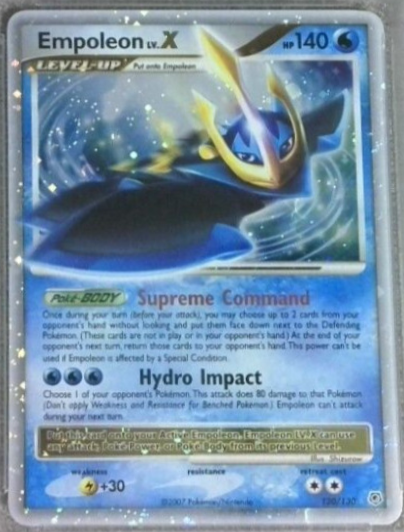 Empoleon LV.X HP 140
LEVEL-UP Put onto Empoleon
Poké-BODY Supreme Command
Once during your turn (before your attack), you may choose up to 2 cards from your
opponent's hand without looking and put them face down next to the Defending
Pokémon. (These cards are not in play or in your opponent's hand.) At the end of your
opponent's next turn, return those cards to your opponent's hand. This power can't be
used if Empoleon is affected by a Special Condition.
Hydro Impact
Choose 1 of your opponent's Pokémon. This attack does 80 damage to that Pokémon
(Don't apply Weakness and Resistance for Benched Pokémon.) Empoleon can't attack
during your next turn.
Put this card onto your Active Empoleon. Empoleon LV.X can use
any attack, Poké-Power, or Poké-Body from its previous Level.
Illus. Shizurow
weakness resistance retreat cost
+30
©2007 Pokémon/Nintendo 120/130